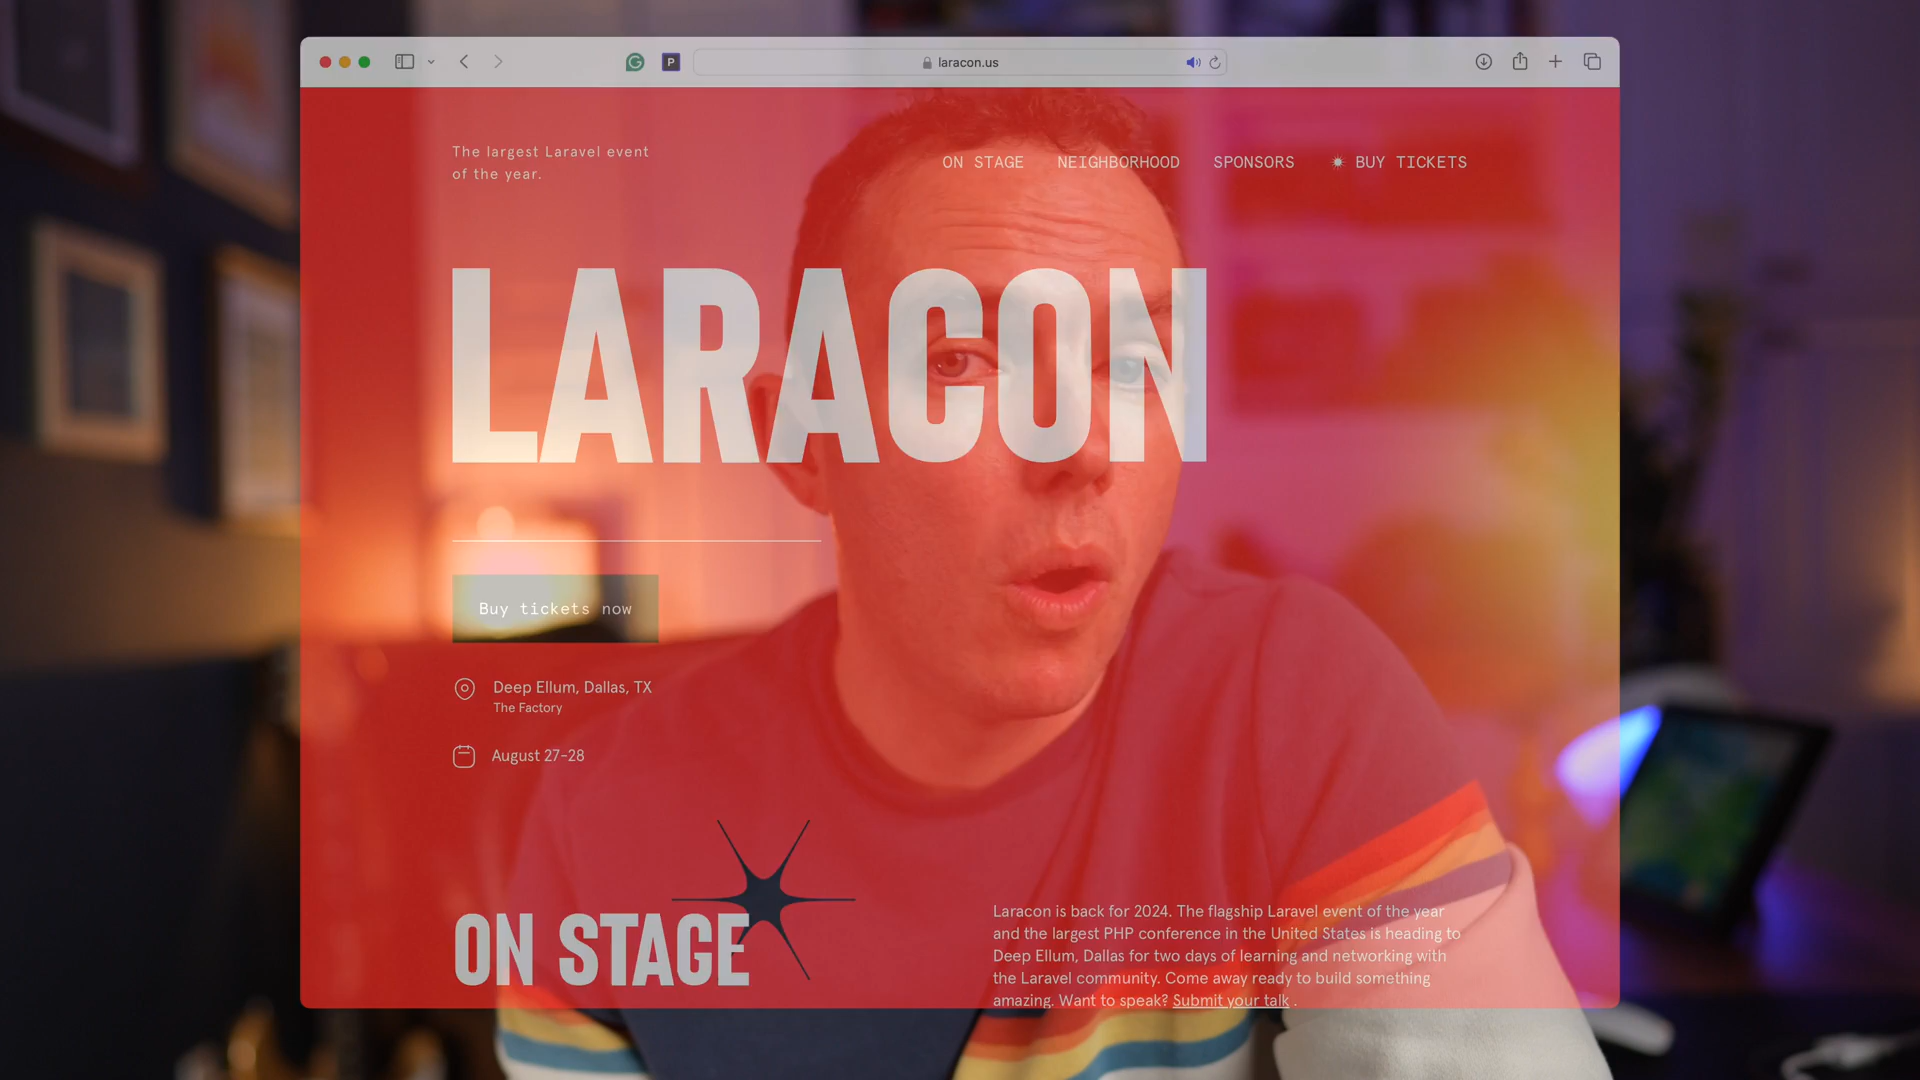 P
laracon.us
The largest Laravel event
of the year.
ON STAGE NEIGHBORHOOD SPONSORS BUY TICKETS
LARACON
Buy tickets now
Deep Ellum, Dallas, TX
The Factory
August 27-28
ON STAGE
Laracon is back for 2024. The flagship Laravel event of the year
and the largest PHP conference in the United States is heading to
Deep Ellum, Dallas for two days of learning and networking with
the Laravel community. Come away ready to build something
amazing. Want to speak? Submit your talk .